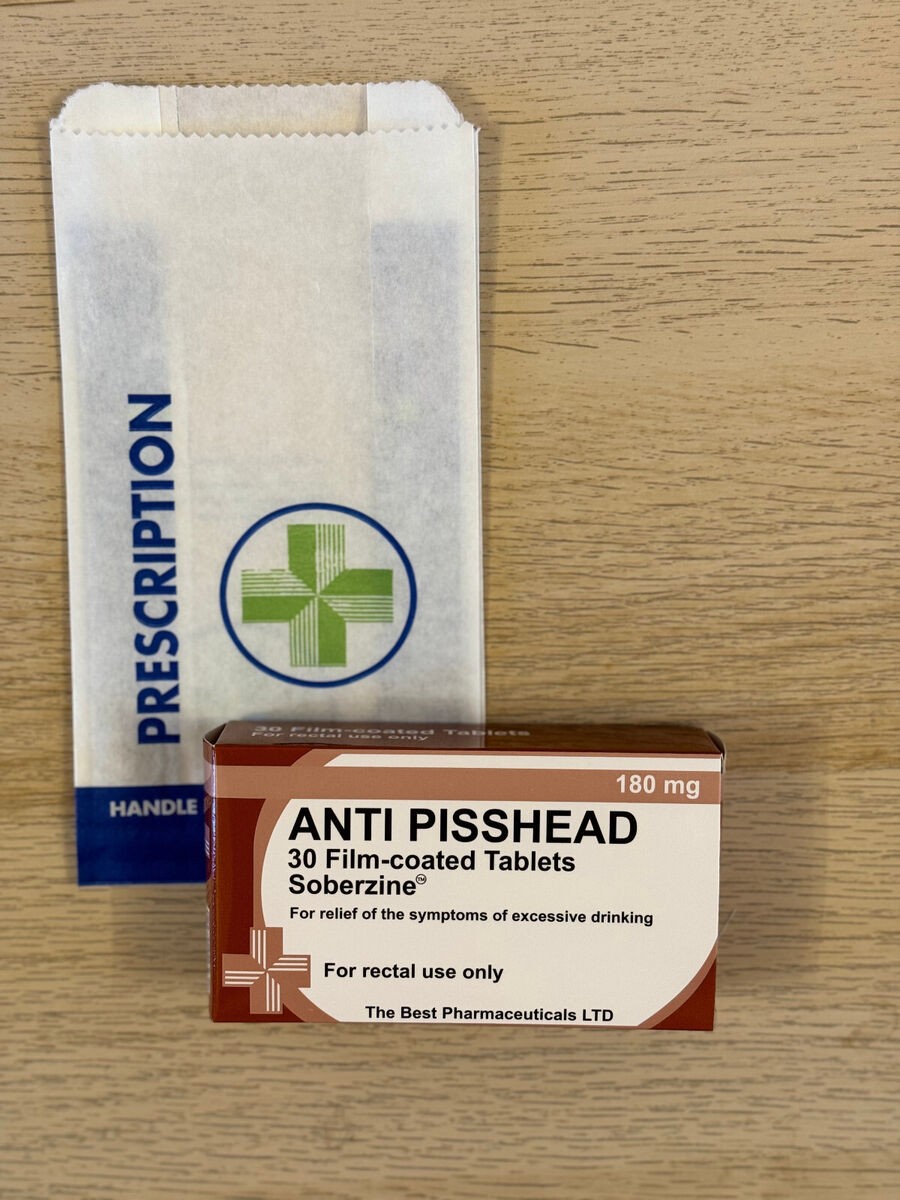 PRESCRIPTION
HANDLE
30 Film-coated Tablets
For rectal use only
180 mg
ANTI PISSHEAD
30 Film-coated Tablets
Soberzine™
For relief of the symptoms of excessive drinking
For rectal use only
The Best Pharmaceuticals LTD